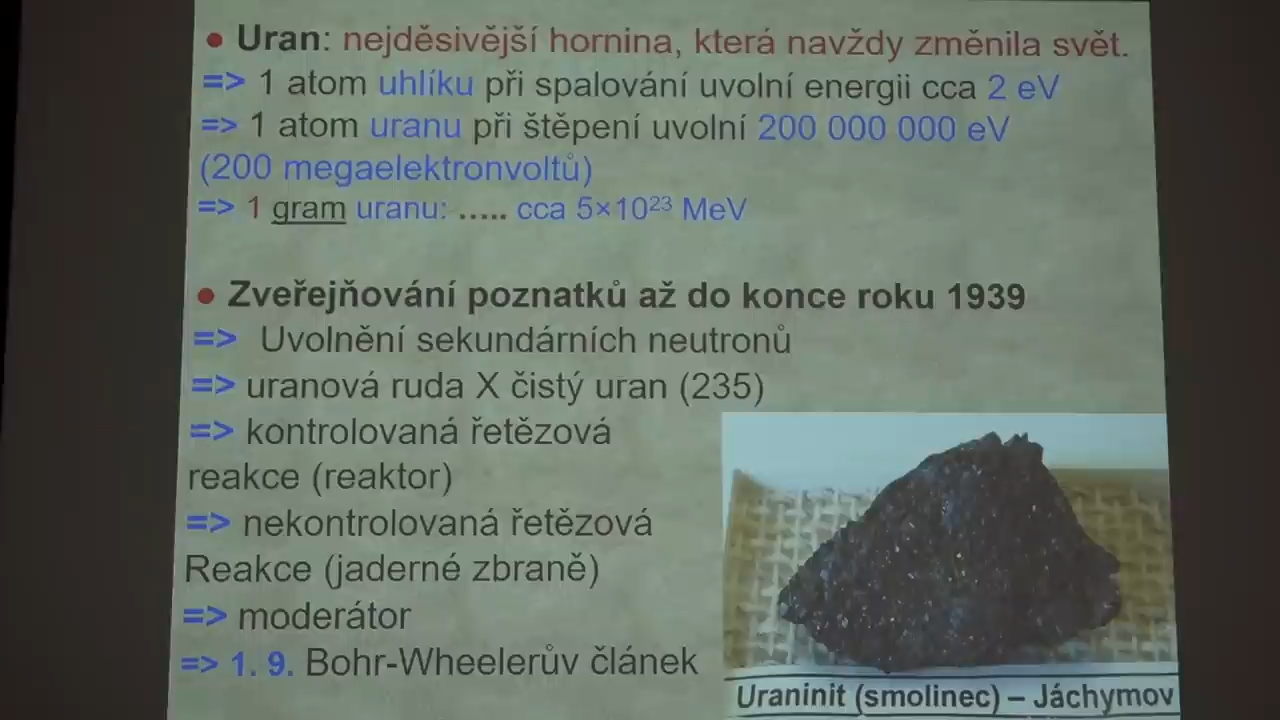 ● Uran: nejděsivější hornina, která navždy změnila svět.
=> 1 atom uhlíku při spalování uvolní energii cca 2 eV
=> 1 atom uranu při štěpení uvolní 200 000 000 eV
(200 megaelektronvoltů)
=> 1 gram uranu: ….. cca 5×10²³ MeV
● Zveřejňování poznatků až do konce roku 1939
=> Uvolnění sekundárních neutronů
=> uranová ruda X čistý uran (235)
=> kontrolovaná řetězová
reakce (reaktor)
=> nekontrolovaná řetězová
Reakce (jaderné zbraně)
=> moderátor
=> 1. 9. Bohr-Wheelerův článek
Uraninit (smolinec) – Jáchymov